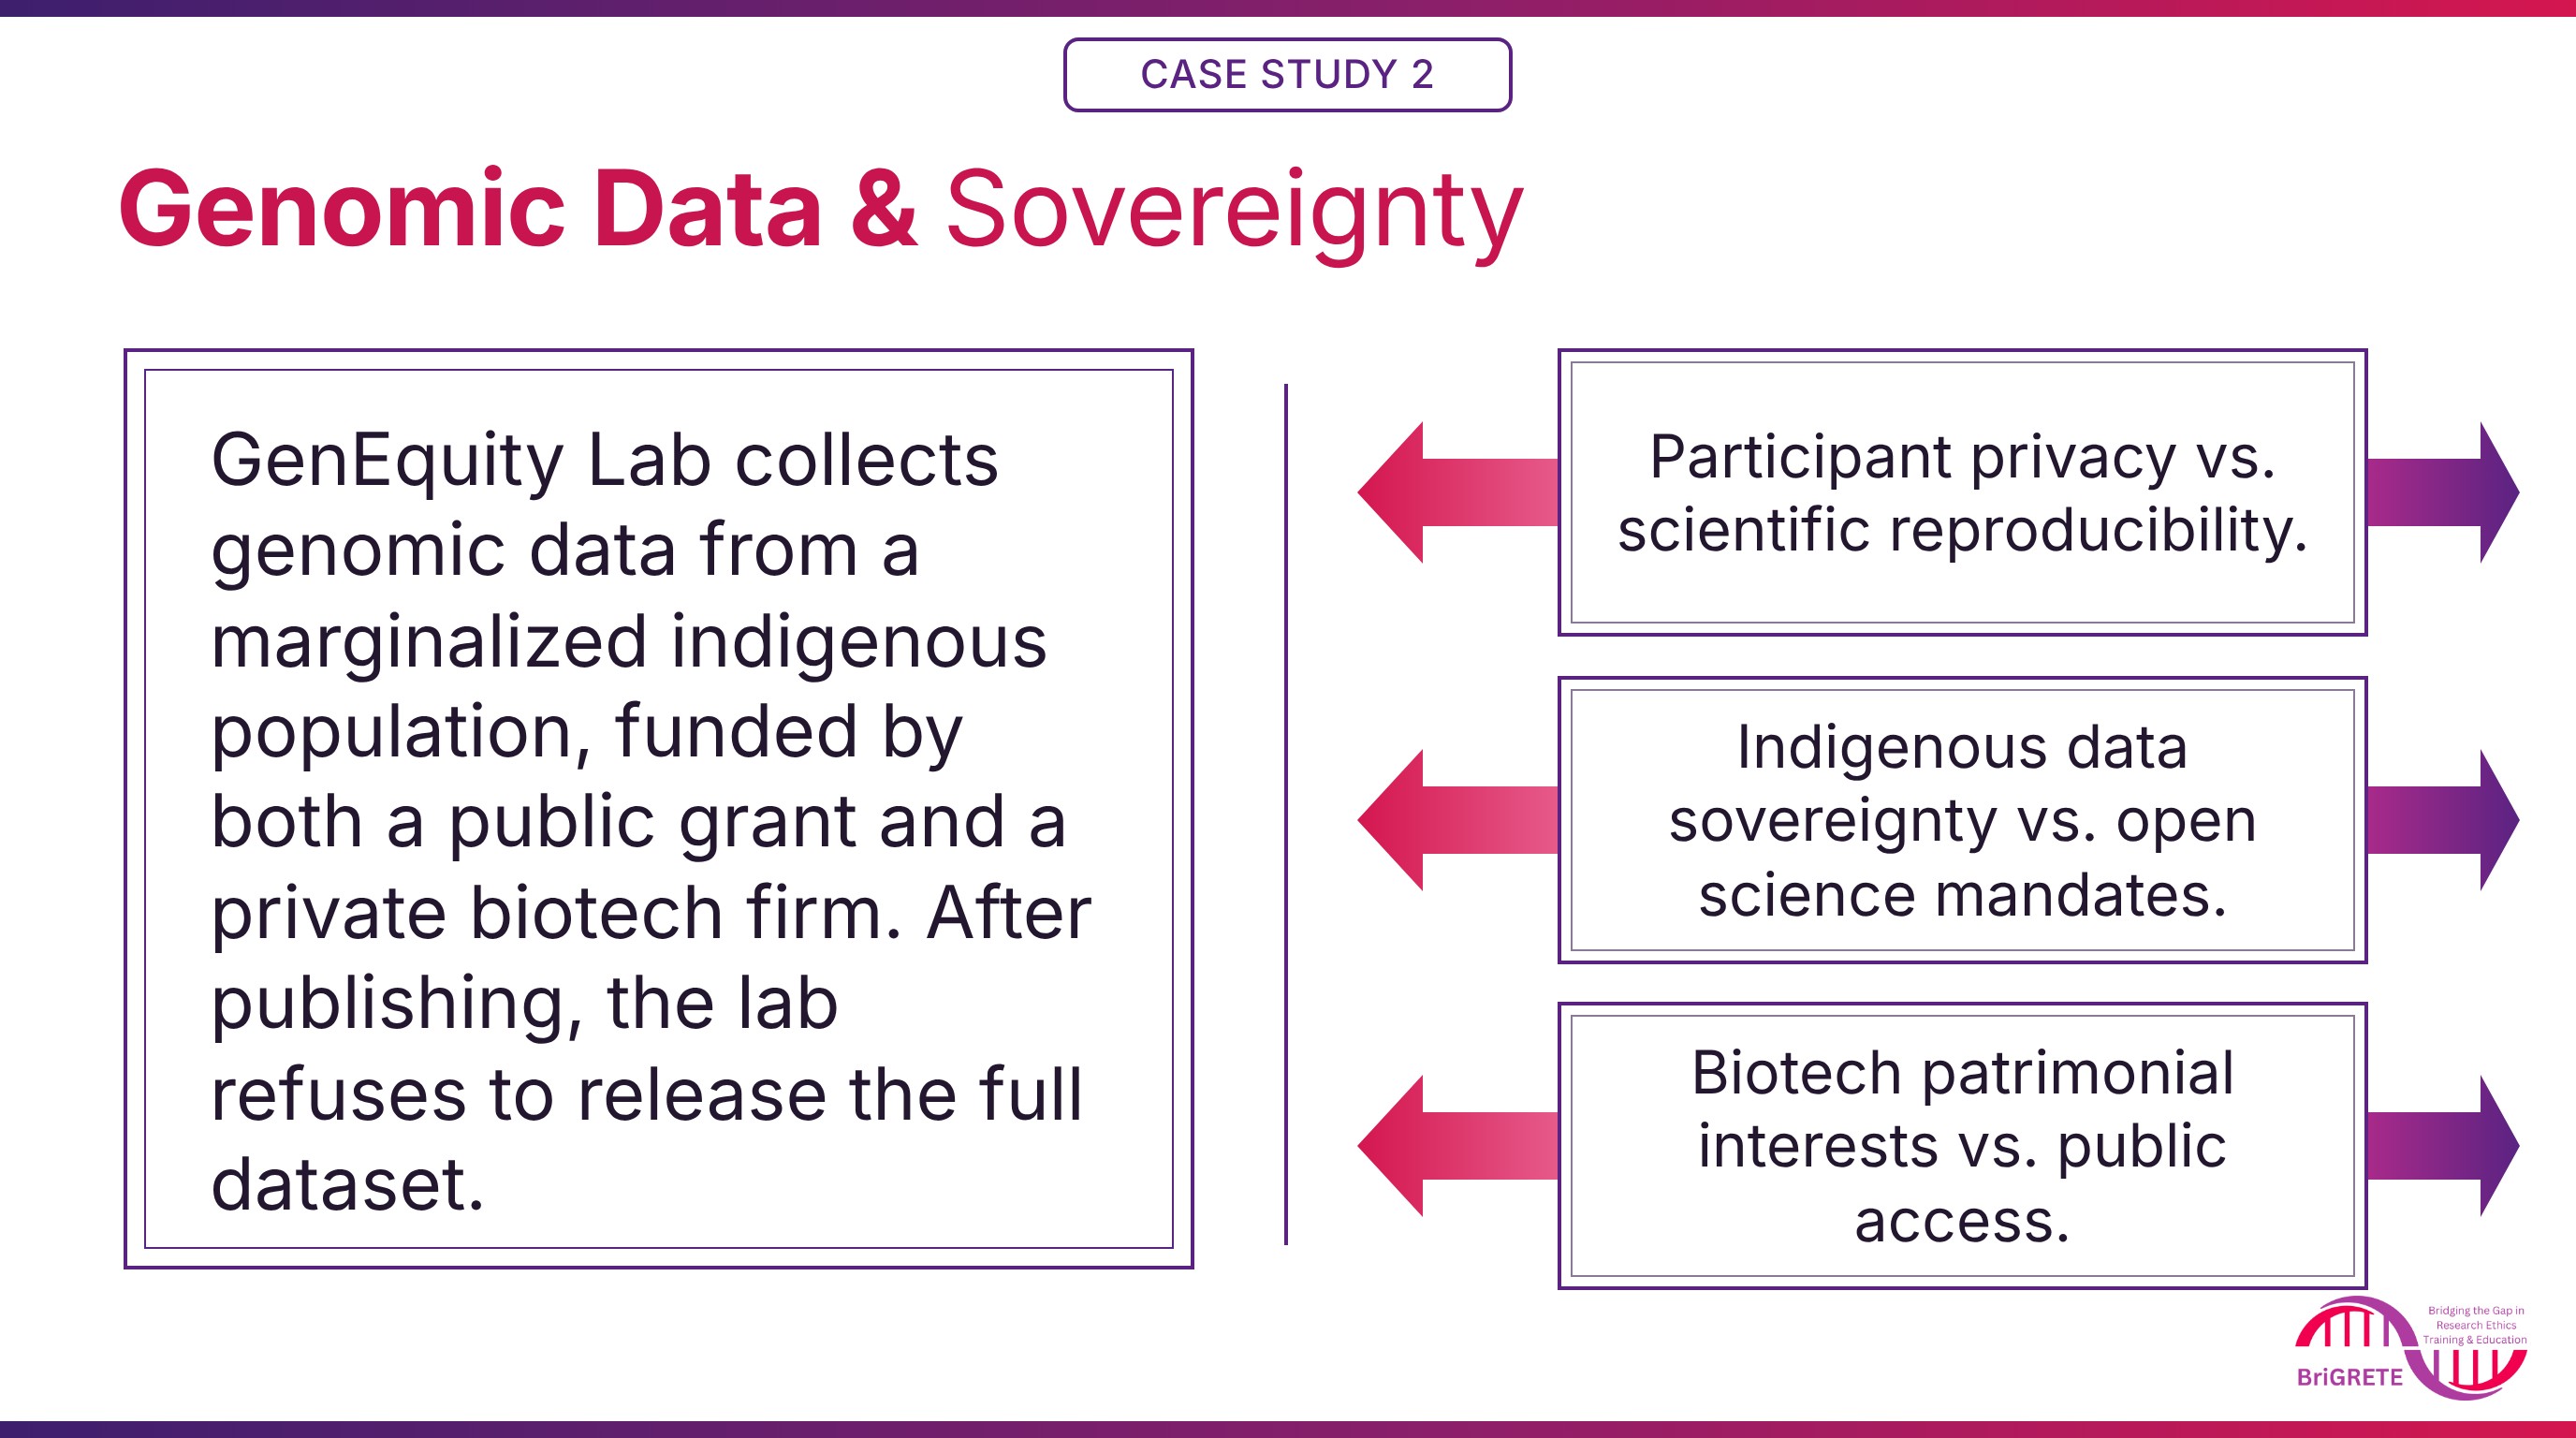 CASE STUDY 2
Genomic Data & Sovereignty
GenEquity Lab collects
genomic data from a
marginalized indigenous
population, funded by
both a public grant and a
private biotech firm. After
publishing, the lab
refuses to release the full
dataset.
Participant privacy vs.
scientific reproducibility.
Indigenous data
sovereignty vs. open
science mandates.
Biotech patrimonial
interests vs. public
access.
Bridging the Gap in
Research Ethics
Training & Education
BriGRETE